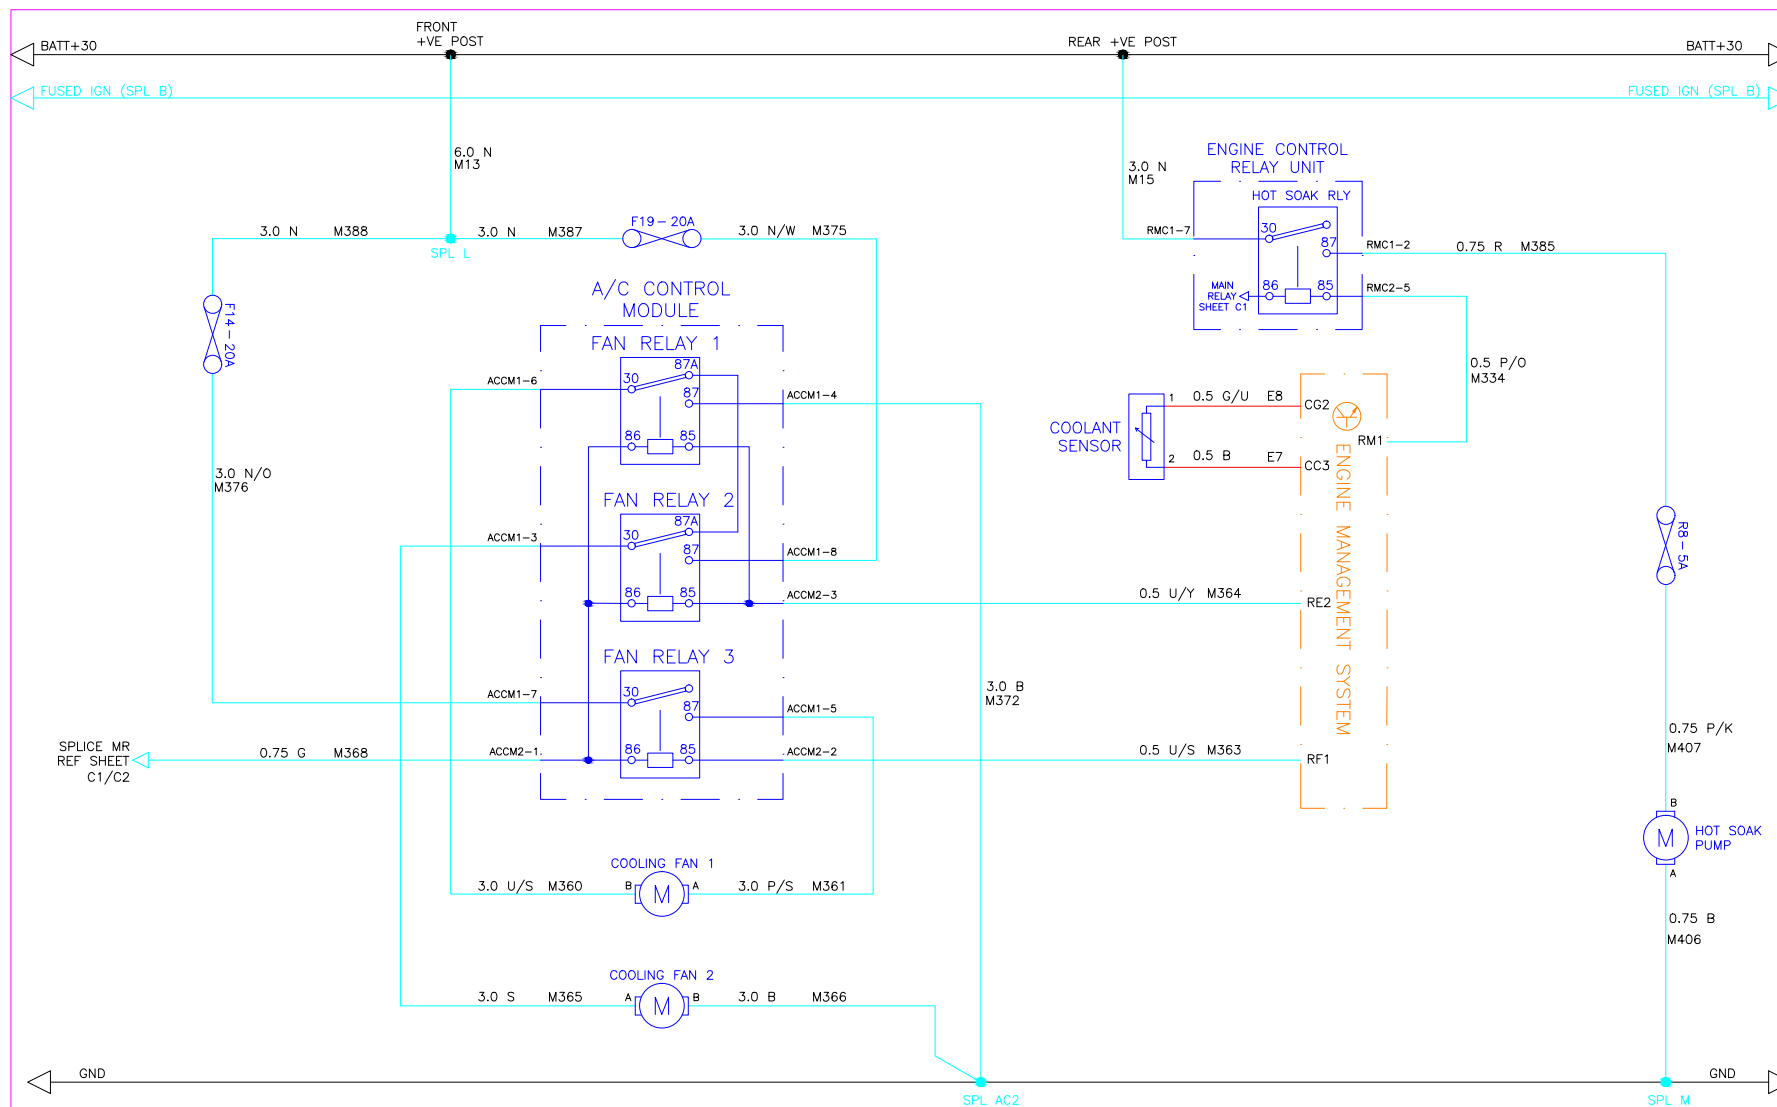 FRONT
+VE POST
BATT+30
REAR +VE POST
BATT+30
FUSED IGN (SPL B)
FUSED IGN (SPL B)
6.0 N
M13
3.0 N
M15
ENGINE CONTROL
RELAY UNIT
HOT SOAK RLY
3.0 N M388
SPL L
3.0 N M387
F19-20A
3.0 N/W M375
RMC1-7
30
87
RMC1-2
0.75 R M385
MAIN
RELAY
SHEET C1
86
85
RMC2-5
F14-20A
A/C CONTROL
MODULE
FAN RELAY 1
87A
30
87
86
85
ACCM1-6
ACCM1-4
0.5 P/O
M334
COOLANT
SENSOR
1
0.5 G/U E8
CG2
RM1
2
0.5 B E7
CC3
ENGINE MANAGEMENT SYSTEM
3.0 N/O
M376
FAN RELAY 2
87A
30
87
86
85
ACCM1-3
ACCM1-8
ACCM2-3
0.5 U/Y M364
RE2
R8-5A
FAN RELAY 3
30
87
86
85
ACCM1-7
ACCM1-5
3.0 B
M372
SPLICE MR
REF SHEET
C1/C2
0.75 G M368
ACCM2-1
ACCM2-2
0.5 U/S M363
RF1
0.75 P/K
M407
COOLING FAN 1
3.0 U/S M360
B
M
A
3.0 P/S M361
B
M
A
HOT SOAK
PUMP
0.75 B
M406
COOLING FAN 2
3.0 S M365
A
M
B
3.0 B M366
GND
GND
SPL AC2
SPL M